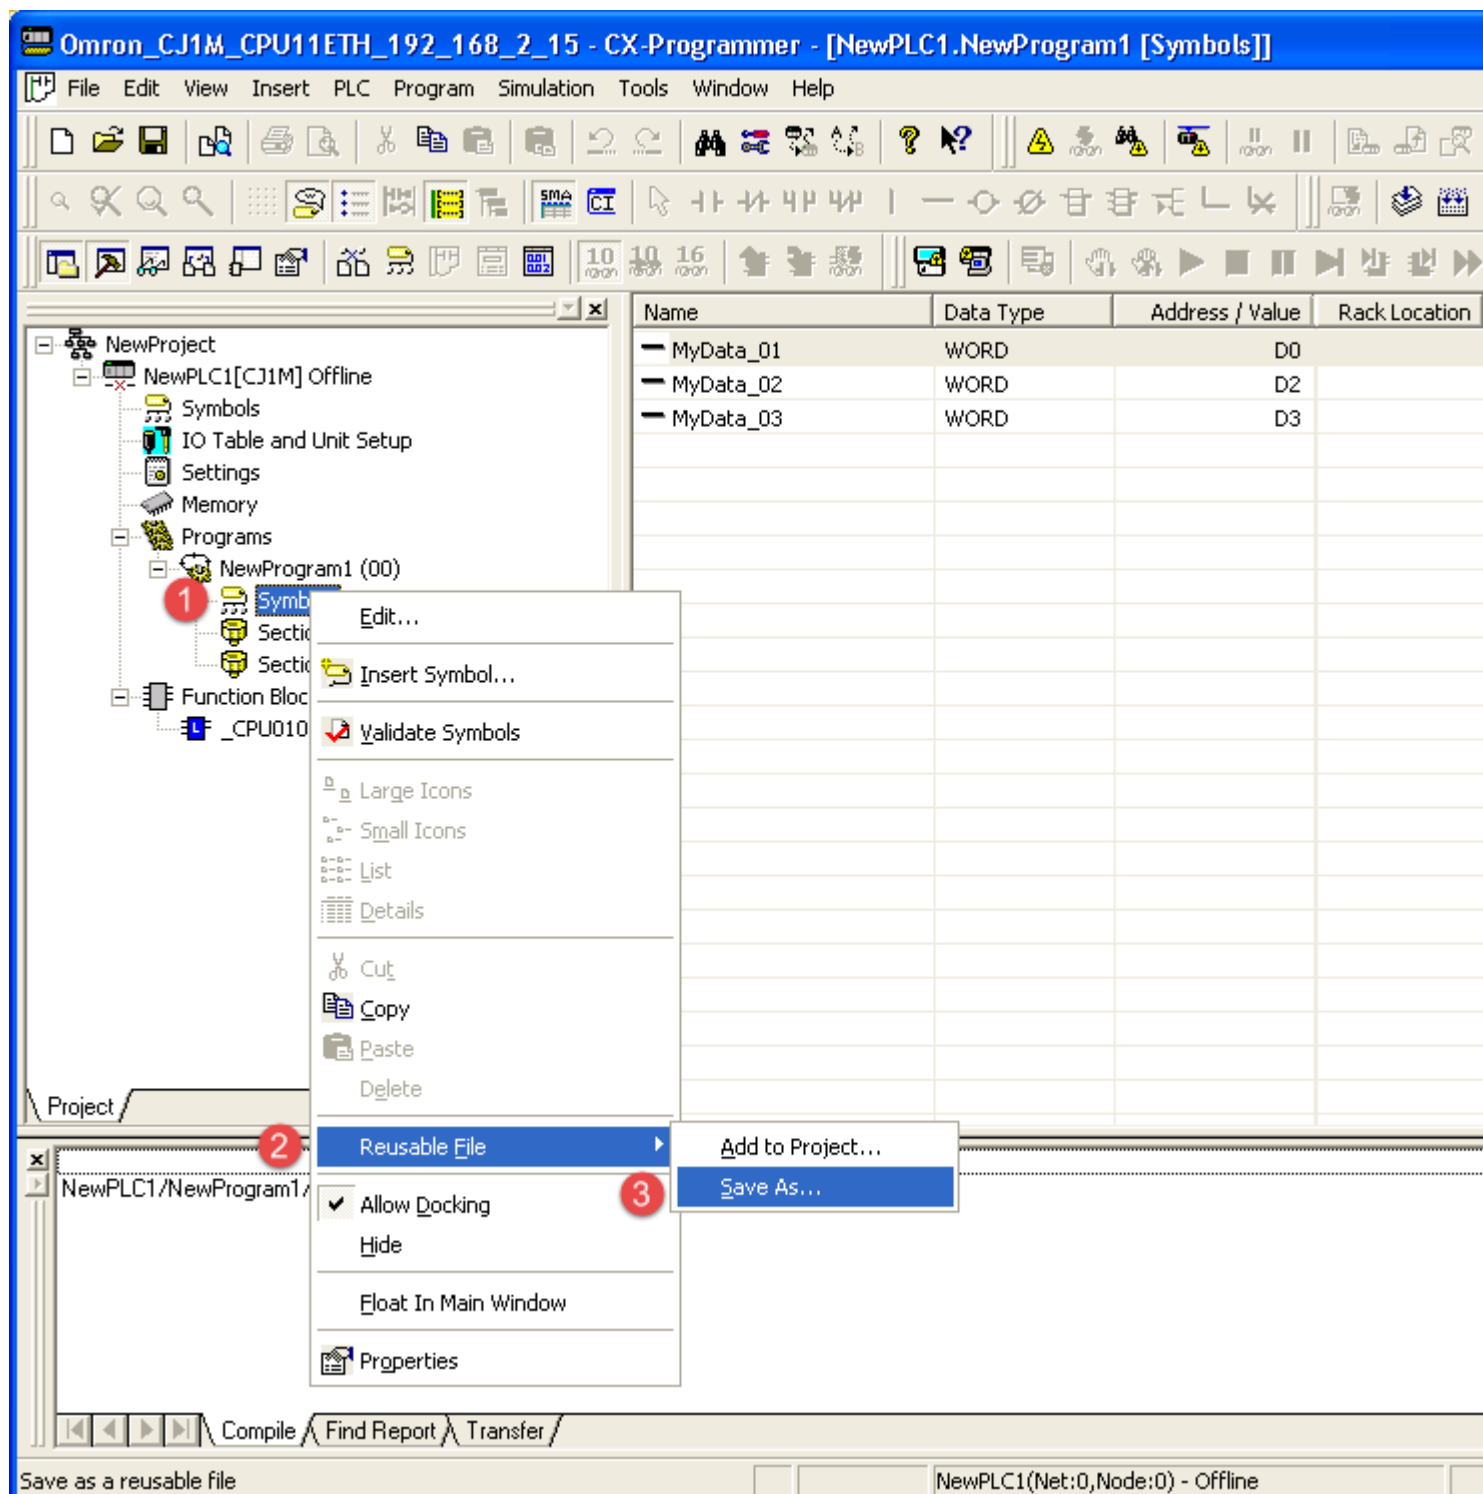 Omron_CJ1M_CPU11ETH_192_168_2_15 - CX-Programmer - [NewPLC1.NewProgram1 [Symbols]]
File Edit View Insert PLC Program Simulation Tools Window Help
SMA CI
10 10 16
Name Data Type Address / Value Rack Location
MyData_01 WORD D0
MyData_02 WORD D2
MyData_03 WORD D3
NewProject
NewPLC1[CJ1M] Offline
Symbols
IO Table and Unit Setup
Settings
Memory
Programs
NewProgram1 (00)
1 Symb
Sectio
Sectio
Function Bloc
_CPU010
Edit...
Insert Symbol...
Validate Symbols
Large Icons
Small Icons
List
Details
Cut
Copy
Paste
Delete
2 Reusable File
Allow Docking
Hide
Float In Main Window
Properties
Add to Project...
3 Save As...
Project
NewPLC1/NewProgram1/
Compile Find Report Transfer
Save as a reusable file NewPLC1(Net:0,Node:0) - Offline